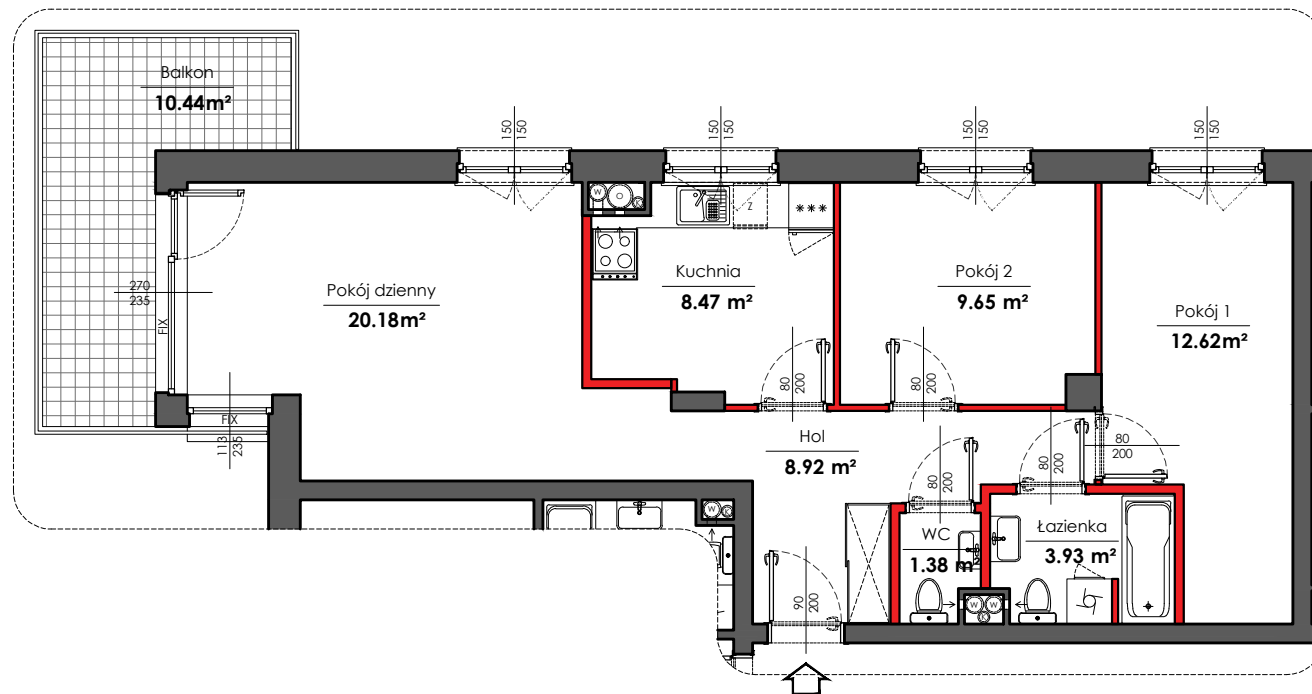 Balkon
10.44m²
150
150
150
150
150
150
150
150
W
K
Z
***
Pokój dzienny
20.18m²
Kuchnia
8.47 m²
Pokój 2
9.65 m²
Pokój 1
12.62m²
270
235
FIX
80
200
80
200
FIX
113
235
Hol
8.92 m²
80
200
80
200
80
200
WC
1.38 m
Łazienka
3.93 m²
W
W
90
200
W
W
K